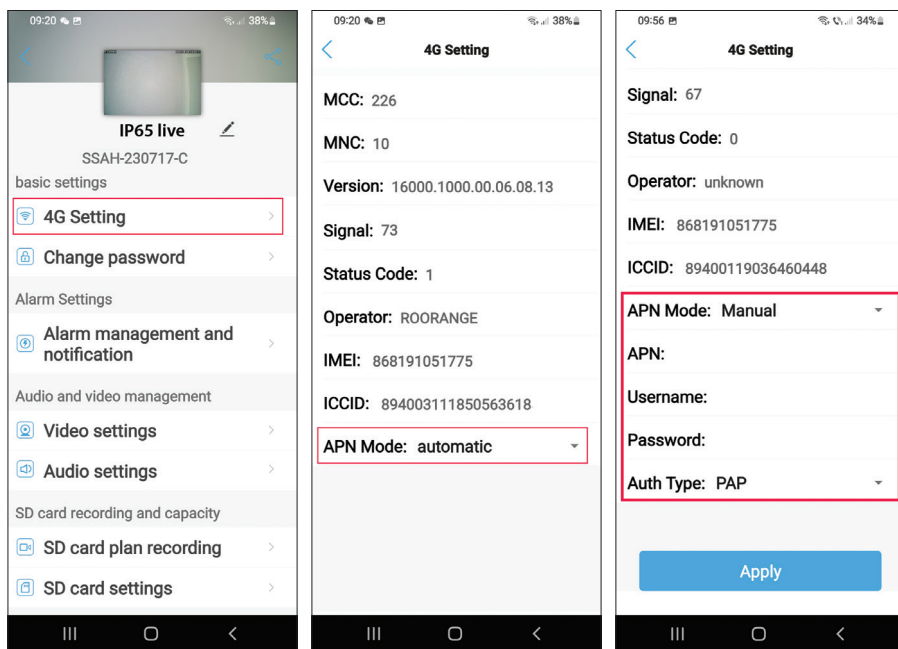 09:20
38%
IP65 live
SSAH-230717-C
basic settings
4G Setting
Change password
Alarm Settings
Alarm management and
notification
Audio and video management
Video settings
Audio settings
SD card recording and capacity
SD card plan recording
SD card settings
09:20
38%
4G Setting
MCC: 226
MNC: 10
Version: 16000.1000.00.06.08.13
Signal: 73
Status Code: 1
Operator: ROORANGE
IMEI: 868191051775
ICCID: 894003111850563618
APN Mode: automatic
09:56
34%
4G Setting
Signal: 67
Status Code: 0
Operator: unknown
IMEI: 868191051775
ICCID: 89400119036460448
APN Mode: Manual
APN:
Username:
Password:
Auth Type: PAP
Apply